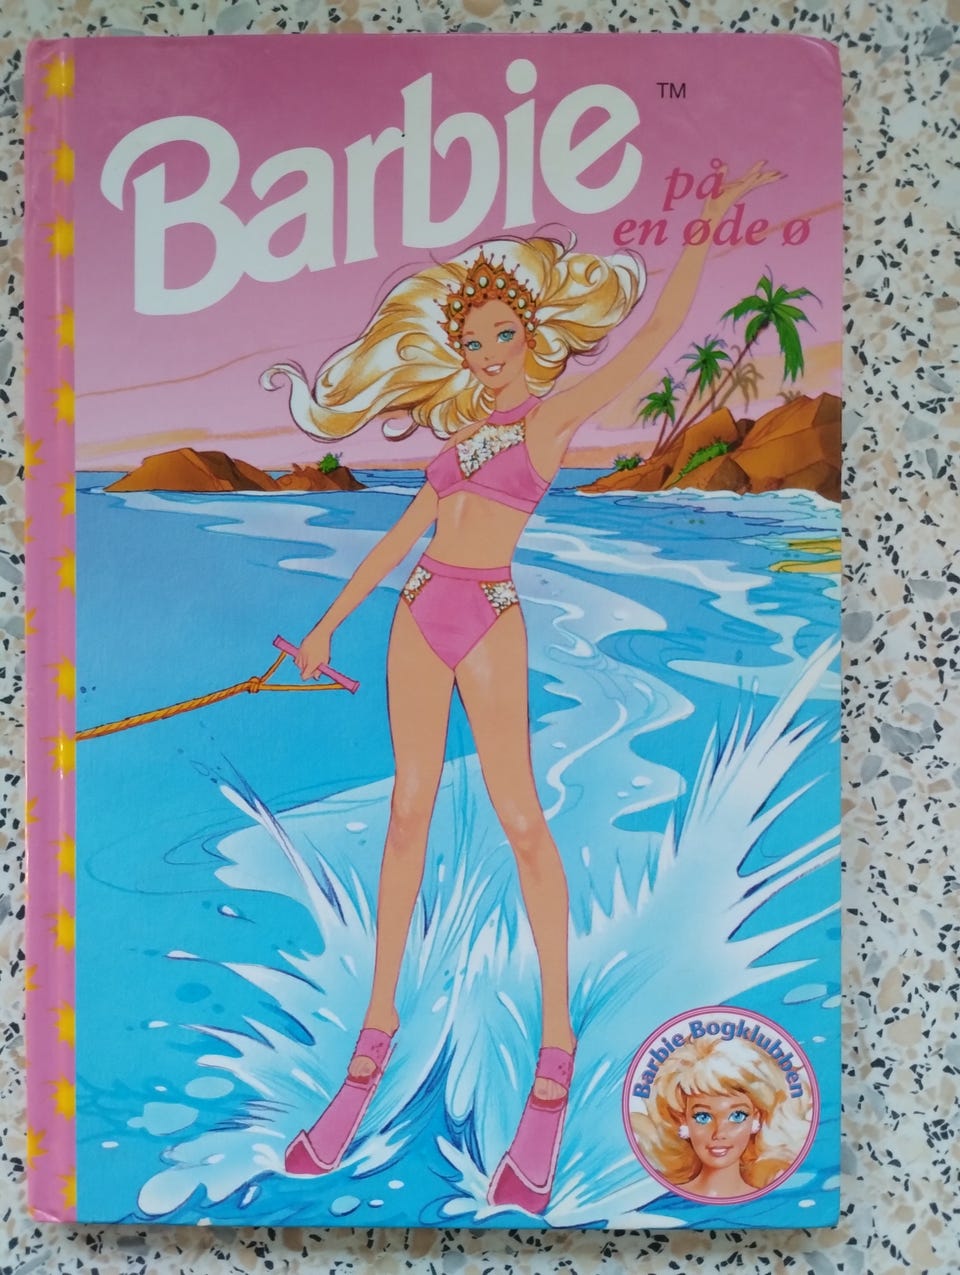 Barbie TM
på
en øde ø
Barbie Bogklubben